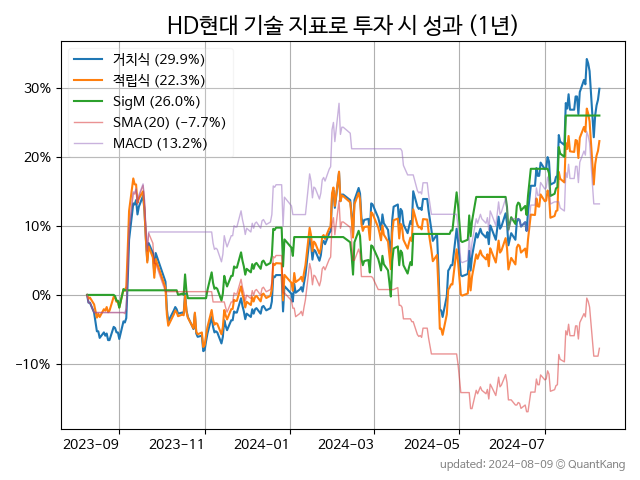 HD현대 기술 지표로 투자 시 성과 (1년)
거치식 (29.9%)
적립식 (22.3%)
SigM (26.0%)
SMA(20) (−7.7%)
MACD (13.2%)
30%
20%
10%
0%
−10%
2023-09 2023-11 2024-01 2024-03 2024-05 2024-07
updated: 2024-08-09 © QuantKang